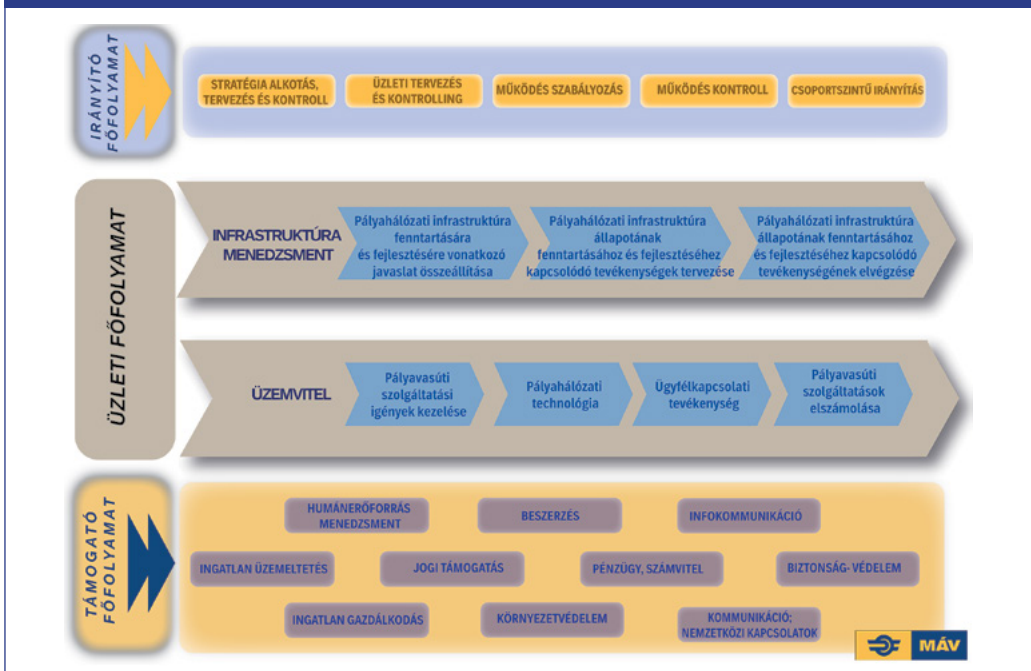 IRÁNYÍTÓ
FŐFOLYAMAT
STRATÉGIA ALKOTÁS,
TERVEZÉS ÉS KONTROLL
ÜZLETI TERVEZÉS
ÉS KONTROLLING
MŰKÖDÉS SZABÁLYOZÁS
MŰKÖDÉS KONTROLL
CSOPORTSZINTŰ IRÁNYÍTÁS
ÜZLETI FŐFOLYAMAT
INFRASTRUKTÚRA
MENEDZSMENT
Pályahálózati infrastruktúra
fenntartására
és fejlesztésére vonatkozó
javaslat összeállítása
Pályahálózati infrastruktúra
állapotának
fenntartásához és fejlesztéséhez
kapcsolódó tevékenységek tervezése
Pályahálózati infrastruktúra
állapotának fenntartásához
és fejlesztéséhez kapcsolódó
tevékenységének elvégzése
ÜZEMVITEL
Pályavasúti
szolgáltatási
igények kezelése
Pályahálózati
technológia
Ügyfélkapcsolati
tevékenység
Pályavasúti
szolgáltatások
elszámolása
TÁMOGATÓ
FŐFOLYAMAT
HUMÁNERŐFORRÁS
MENEDZSMENT
BESZERZÉS
INFOKOMMUNIKÁCIÓ
INGATLAN ÜZEMELTETÉS
JOGI TÁMOGATÁS
PÉNZÜGY, SZÁMVITEL
BIZTONSÁG- VÉDELEM
INGATLAN GAZDÁLKODÁS
KÖRNYEZETVÉDELEM
KOMMUNIKÁCIÓ;
NEMZETKÖZI KAPCSOLATOK
MÁV